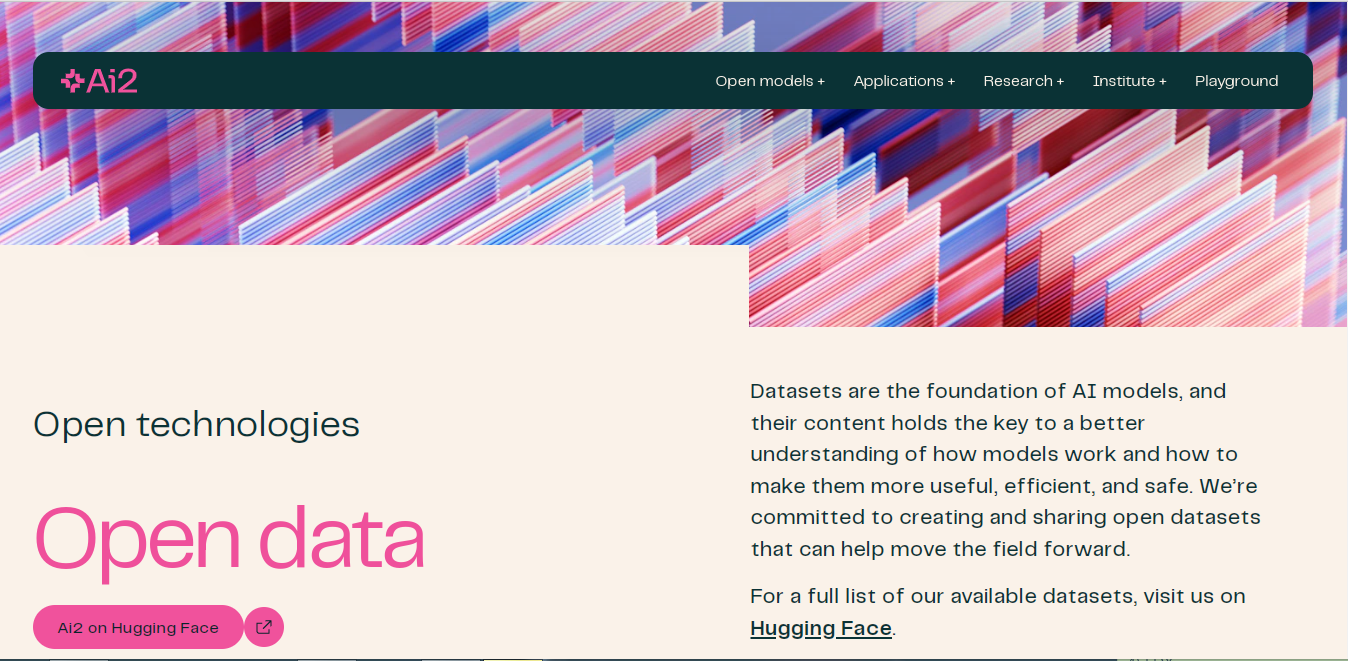 Ai2
Open models +
Applications +
Research +
Institute +
Playground
Open technologies
Open data
Ai2 on Hugging Face
Datasets are the foundation of AI models, and
their content holds the key to a better
understanding of how models work and how to
make them more useful, efficient, and safe. We’re
committed to creating and sharing open datasets
that can help move the field forward.
For a full list of our available datasets, visit us on
Hugging Face.